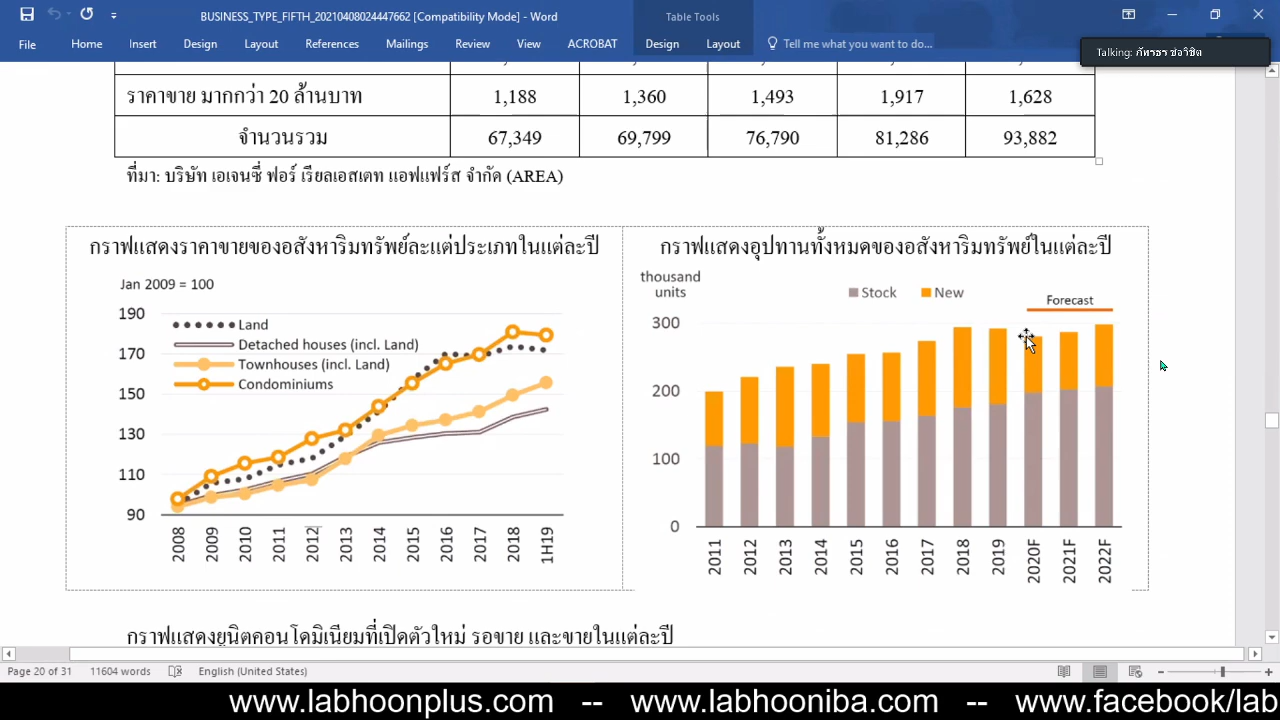 BUSINESS_TYPE_FIFTH_20210408024447662 [Compatibility Mode] - Word
Table Tools
File Home Insert Design Layout References Mailings Review View ACROBAT Design Layout Tell me what you want to do...
Talking: ภัทรธร ช่อวิชิต
ราคาขาย มากกว่า 20 ล้านบาท 1,188 1,360 1,493 1,917 1,628
จำนวนรวม 67,349 69,799 76,790 81,286 93,882
ที่มา: บริษัท เอเจนซี่ ฟอร์ เรียลเอสเตท แอฟแฟร์ส จำกัด (AREA)
กราฟแสดงราคาขายของอสังหาริมทรัพย์ละแต่ประเภทในแต่ละปี
Jan 2009 = 100
190
170
150
130
110
90
Land
Detached houses (incl. Land)
Townhouses (incl. Land)
Condominiums
2008 2009 2010 2011 2012 2013 2014 2015 2016 2017 2018 1H19
กราฟแสดงอุปทานทั้งหมดของอสังหาริมทรัพย์ในแต่ละปี
thousand
units
Stock New
Forecast
300
200
100
0
2011 2012 2013 2014 2015 2016 2017 2018 2019 2020F 2021F 2022F
กราฟแสดงยูนิตคอนโดมิเนียมที่เปิดตัวใหม่ รอขาย และขายในแต่ละปี
Page 20 of 31 11604 words English (United States)
www.labhoonplus.com -- www.labhooniba.com -- www.facebook/lab